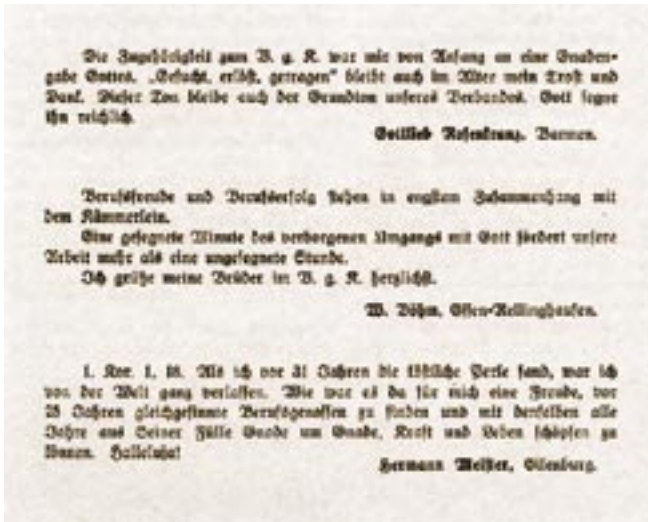 Die Zugehörigkeit zum B. g. K. war mir von Anfang an eine Gnaden-
gabe Gottes. „Gesucht, erlöst, getragen" bleibt auch im Alter mein Trost und
Dank. Dieser Ton bleibe auch der Grundton unseres Verbandes. Gott segne
ihn reichlich.
Gottlieb Rosenkranz, Barmen.
Berufsfreude und Berufserfolg stehen in engstem Zusammenhang mit
dem Kämmerlein.
Eine gesegnete Minute des verborgenen Umgangs mit Gott fördert unsere
Arbeit mehr als eine ungesegnete Stunde.
Ich grüße meine Brüder im B. g. K. herzlichst.
W. Böhm, Essen-Rellinghausen.
1. Kor. 1, 18. Als ich vor 31 Jahren die köstliche Perle fand, war ich
von der Welt ganz verlassen. Wie war es da für mich eine Freude, vor
25 Jahren gleichgesinnte Berufsgenossen zu finden und mit denselben alle
Jahre aus Seiner Fülle Gnade um Gnade, Kraft und Leben schöpfen zu
können. Halleluja!
Hermann Meister, Eilenburg.